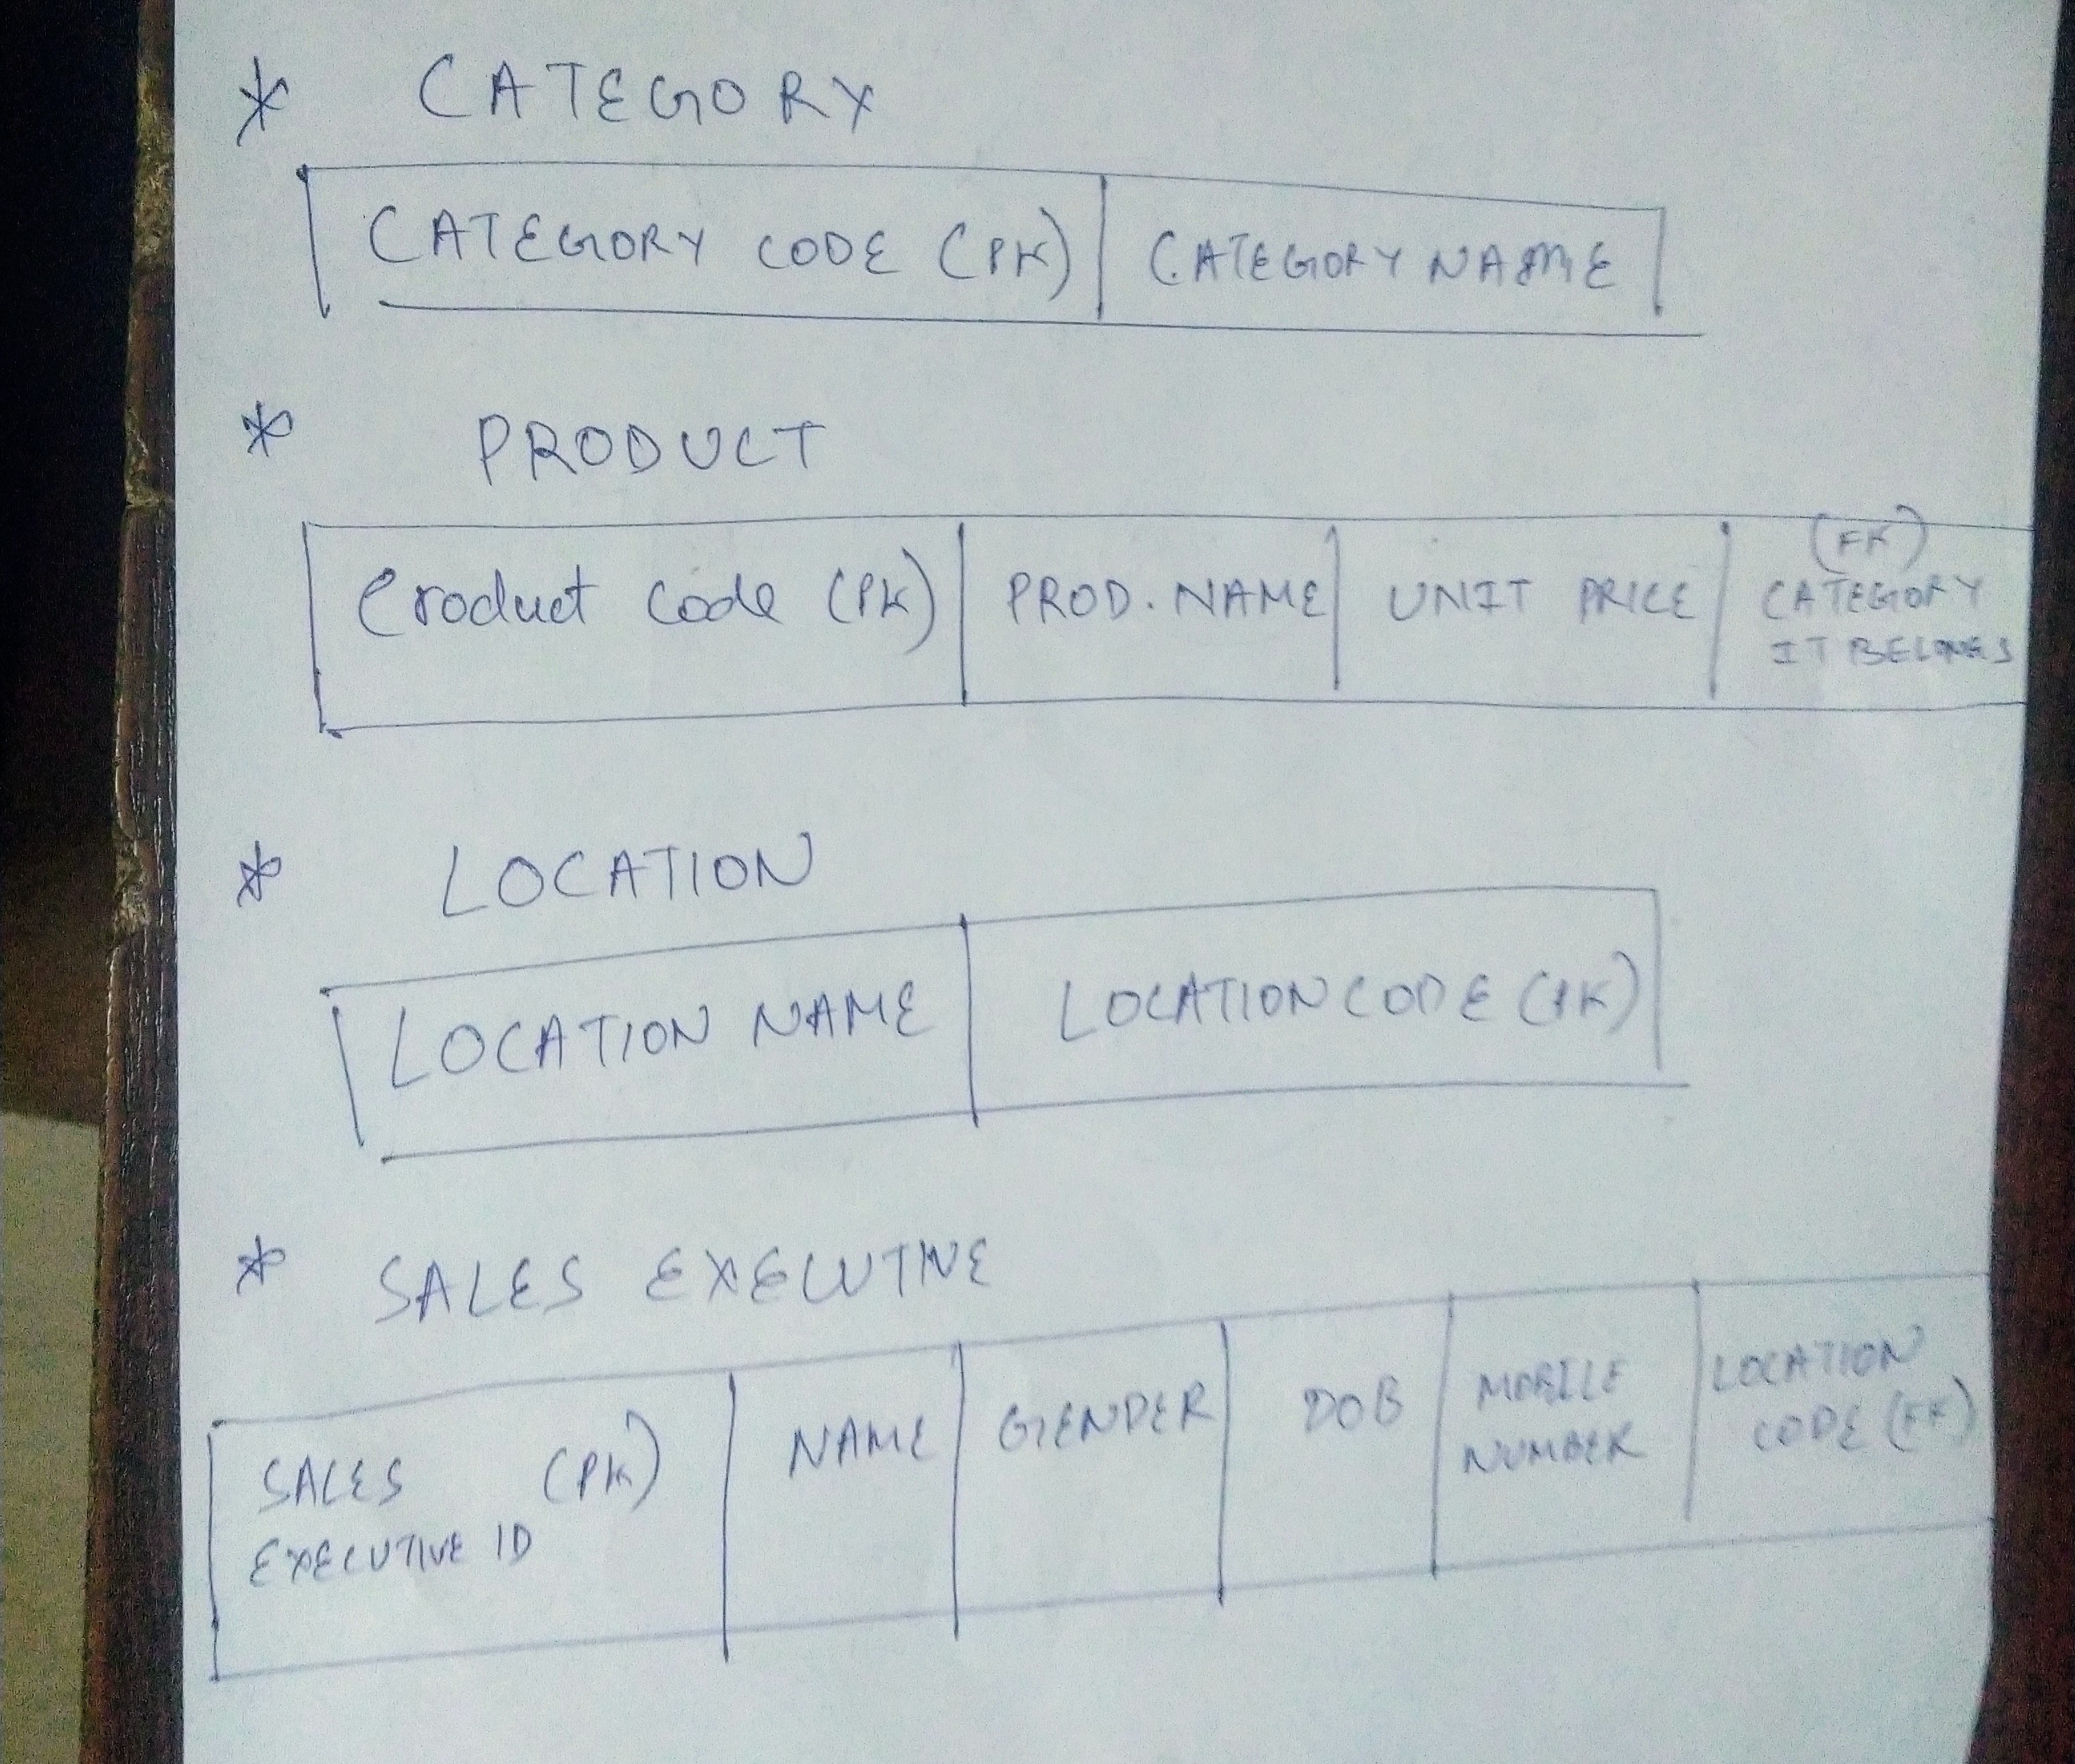 * CATEGORY
CATEGORY CODE (PK) CATEGORY NAME
* PRODUCT
Product code (PK) PROD. NAME UNIT PRICE (FK)
CATEGORY
IT BELONGS
* LOCATION
LOCATION NAME LOCATION CODE (PK)
* SALES EXECUTIVE
SALES (PK)
EXECUTIVE ID
NAME
GENDER
DOB
MOBILE
NUMBER
LOCATION
CODE (FK)